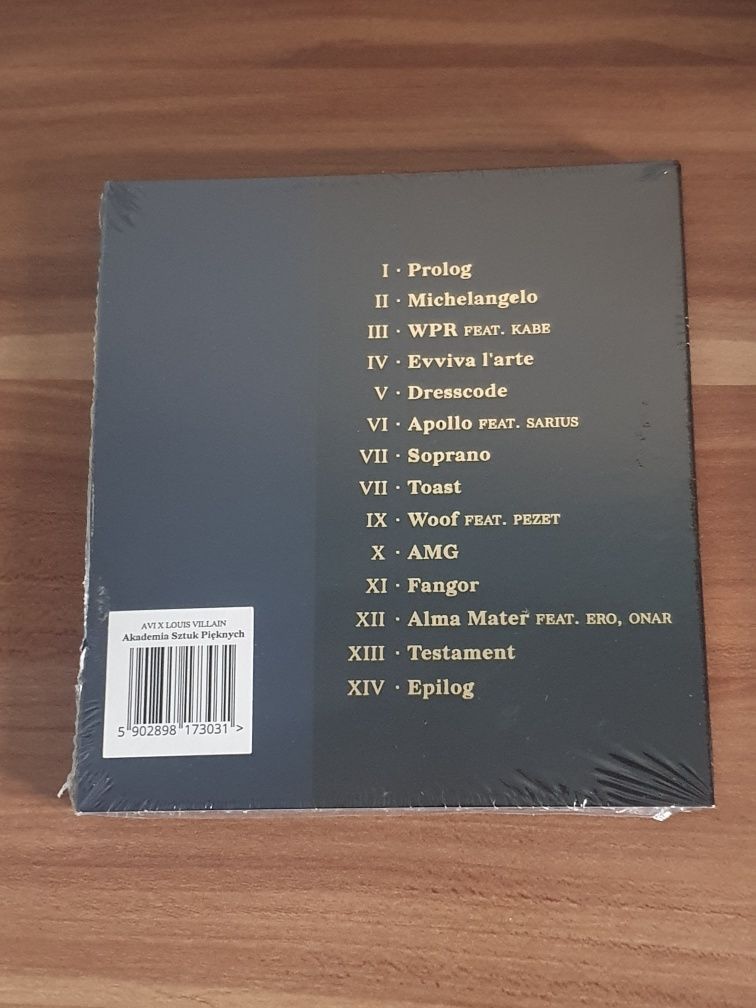 I · Prolog
II · Michelangelo
III · WPR FEAT. KABE
IV · Evviva l'arte
V · Dresscode
VI · Apollo FEAT. SARIUS
VII · Soprano
VII · Toast
IX · Woof FEAT. PEZET
X · AMG
XI · Fangor
XII · Alma Mater FEAT. ERO, ONAR
XIII · Testament
XIV · Epilog
AVI X LOUIS VILLAIN
Akademia Sztuk Pięknych
5 902898 173031 >